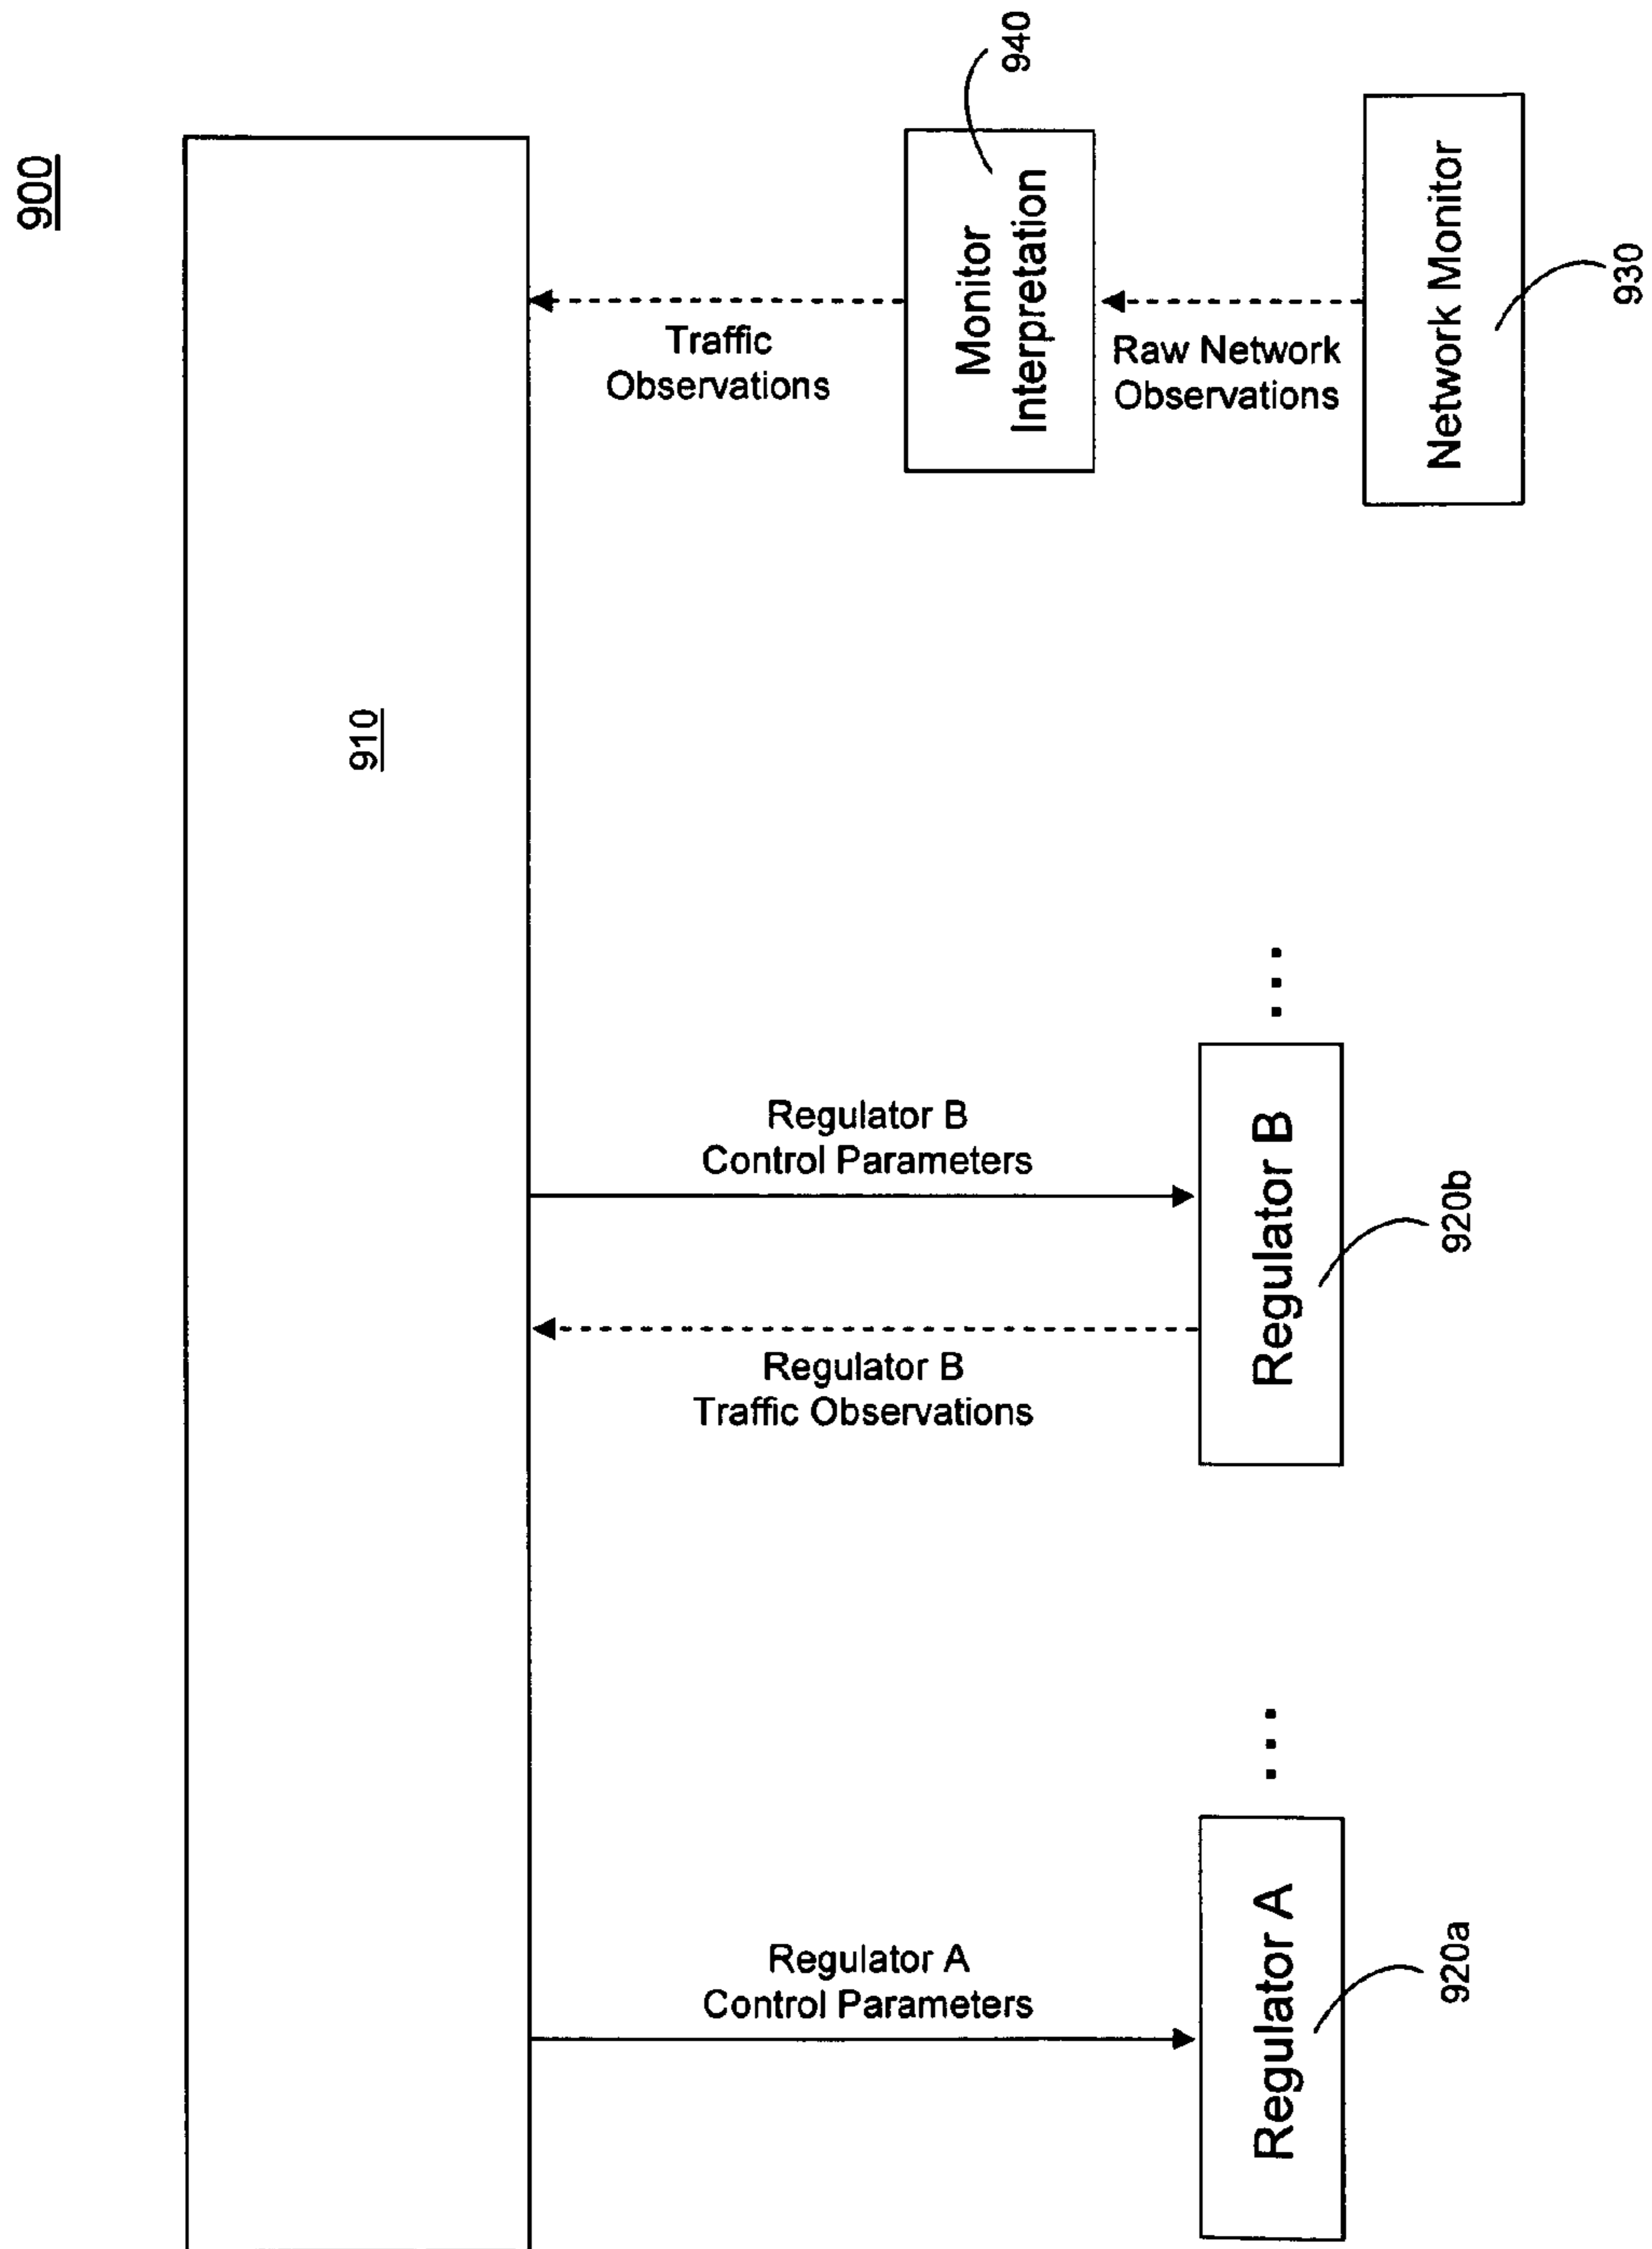 900
910
940
Monitor
Interpretation
Traffic
Observations
Raw Network
Observations
Network Monitor
930
Regulator B
Control Parameters
Regulator B
Traffic Observations
Regulator B
...
920b
Regulator A
Control Parameters
Regulator A
...
920a